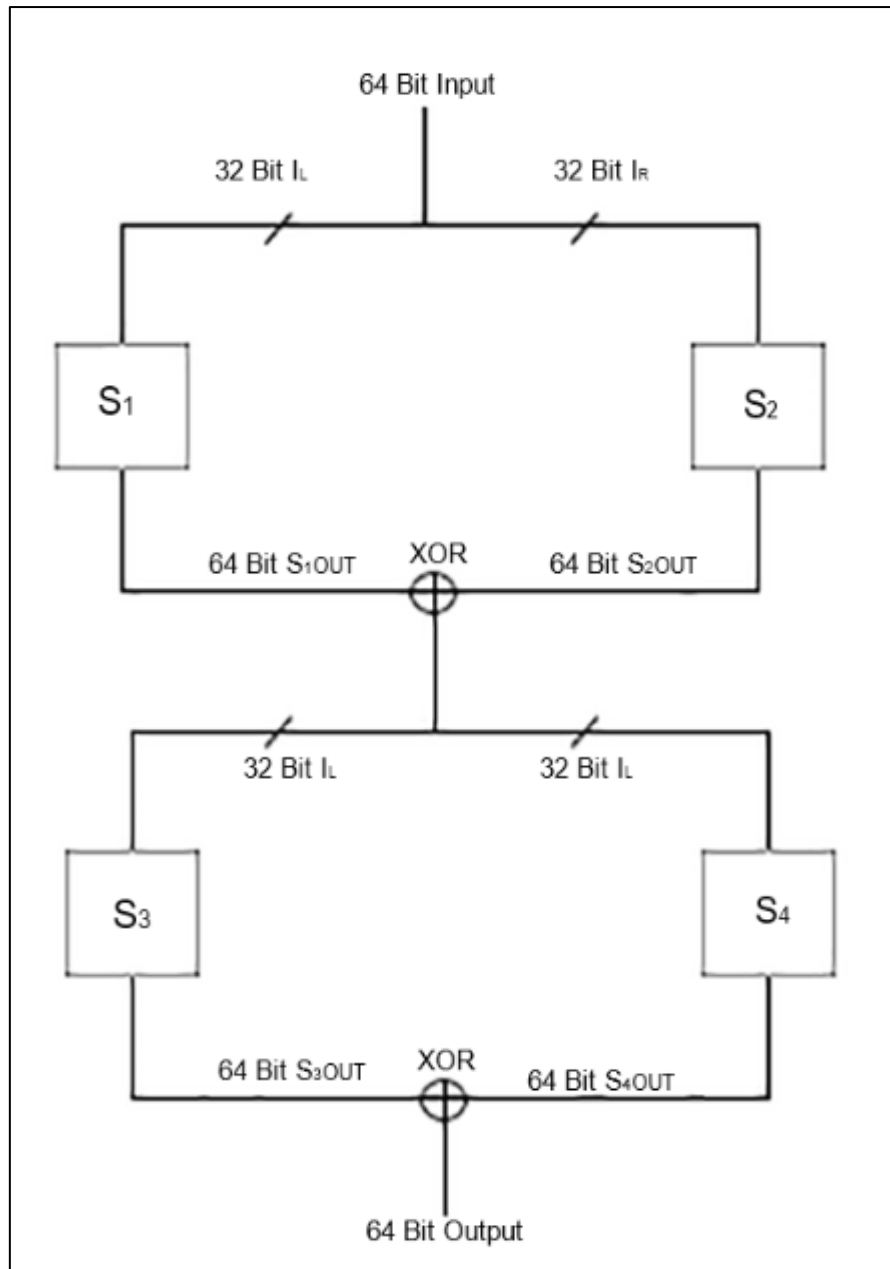 64 Bit Input
32 Bit IL
32 Bit IR
S1
S2
64 Bit S1OUT
XOR
64 Bit S2OUT
32 Bit IL
32 Bit IL
S3
S4
64 Bit S3OUT
XOR
64 Bit S4OUT
64 Bit Output